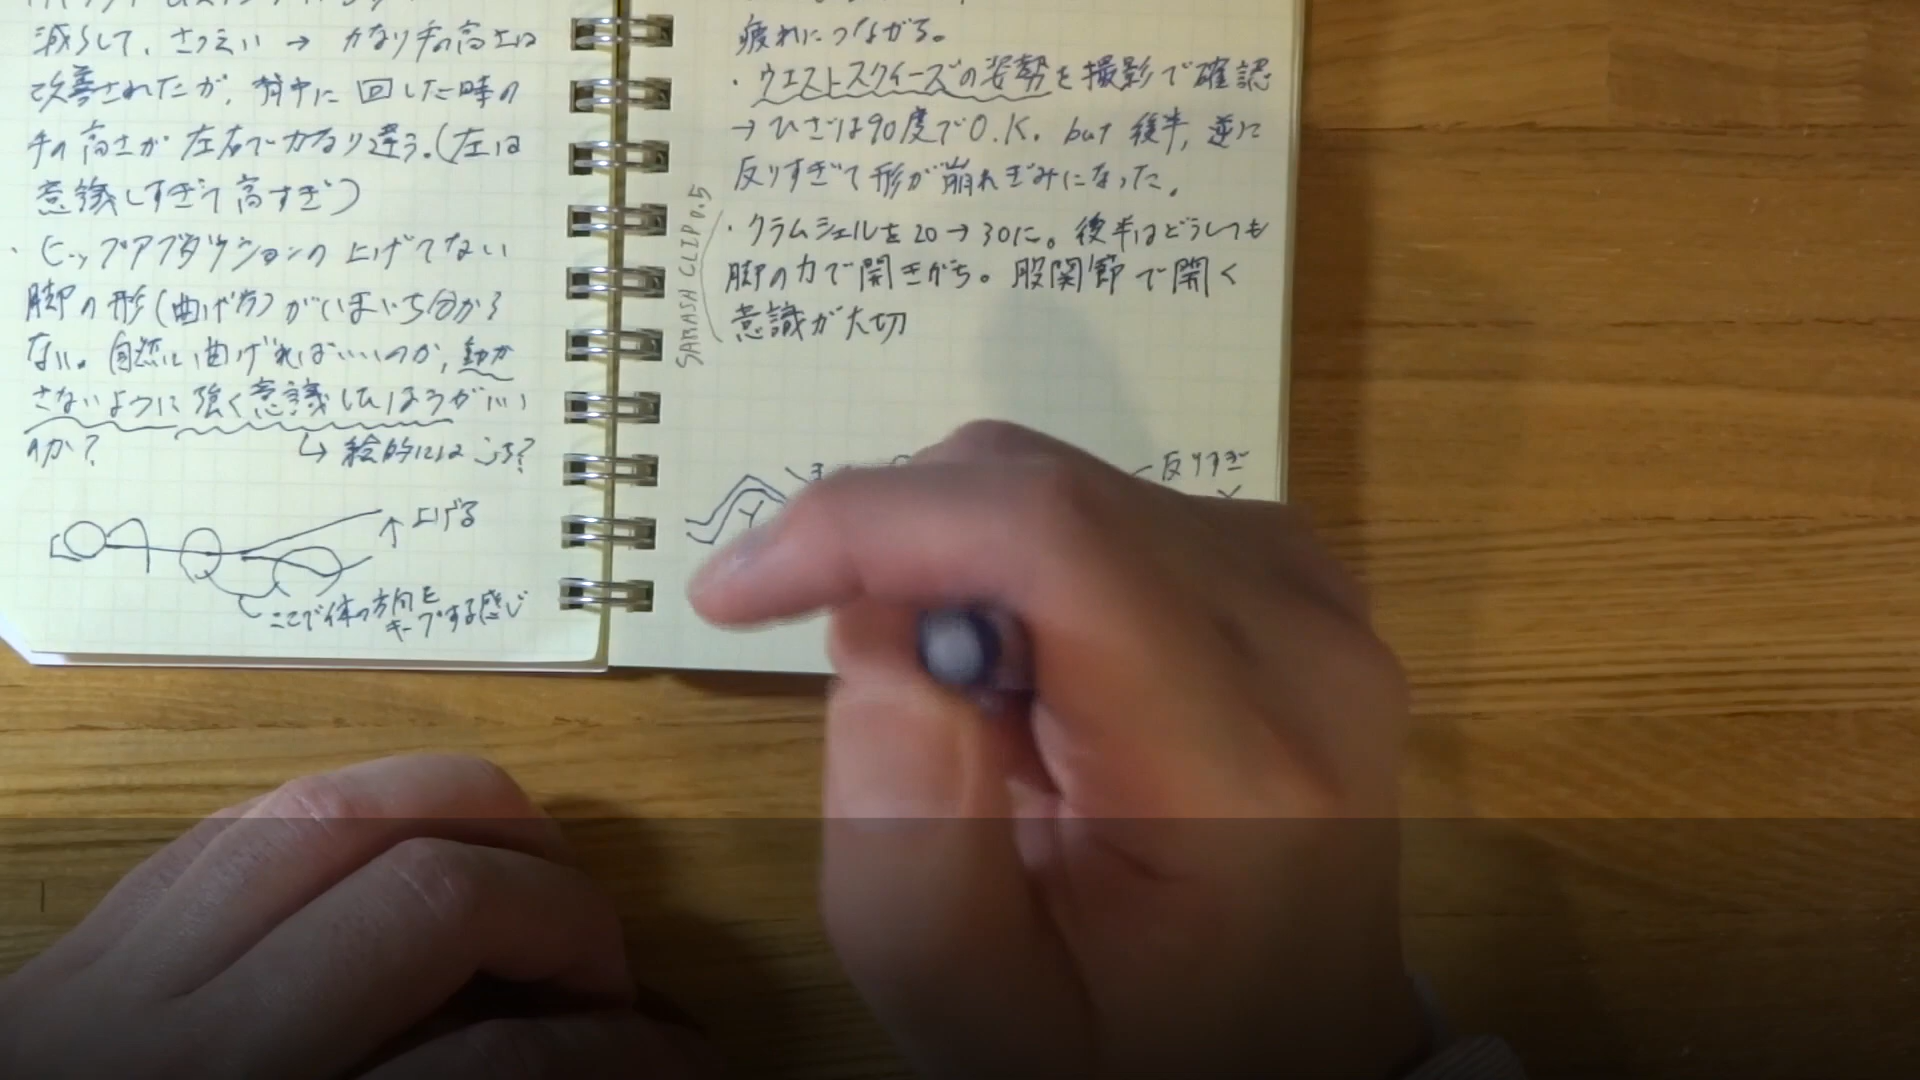 減らして、さつえい → かなり手の高さは
改善されたが、背中に回した時の
手の高さが左右でかなり違う。(左は
意識しすぎて高すぎ)
・ヒップアブダクションの上げてない
脚の形(曲げ方)がいまいち分から
ない。自然に曲げればいいのか、動か
さないように強く意識したほうがいい
のか?
↳ 絵的にはこっち?
↑ 上げる
ここで体の方向を
キープする感じ
疲れにつながる。
・ウエストスクイーズの姿勢を撮影で確認
→ ひざは90度でO.K. but 後半, 逆に
反りすぎて形が崩れぎみになった。
・クラムシェルを20→30に。後半はどうしても
脚の力で開きがち。股関節で開く
意識が大切
SARASA CLIP 0.5
反りすぎ